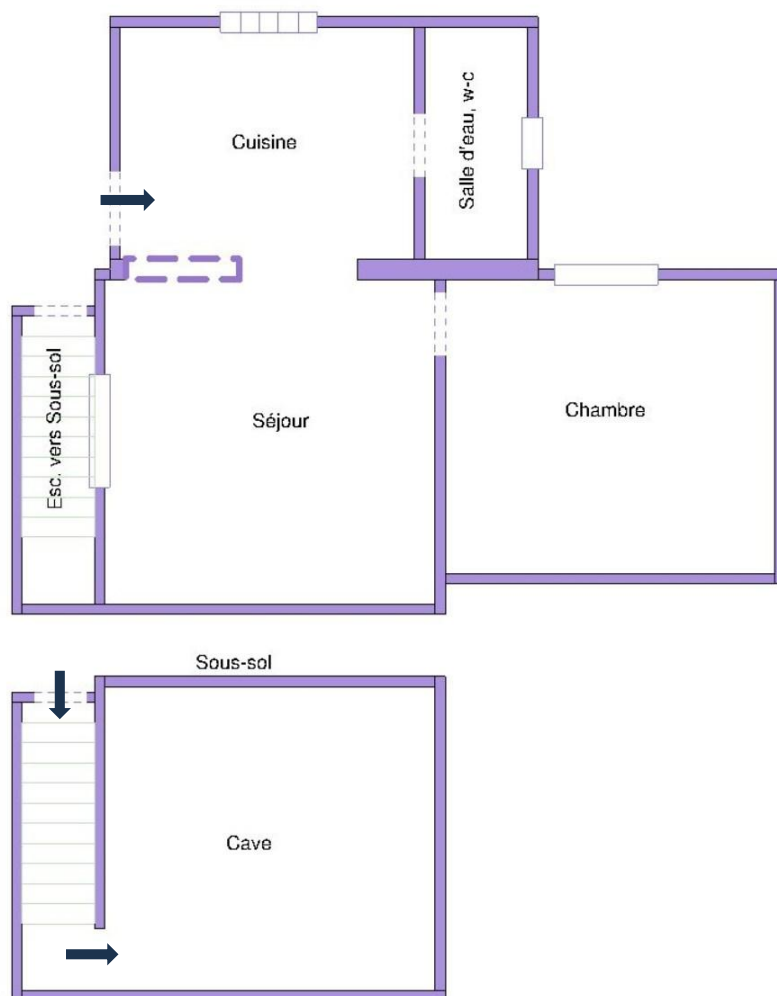 Cuisine
Salle d'eau, w-c
Esc. vers Sous-sol
Séjour
Chambre
Sous-sol
Cave